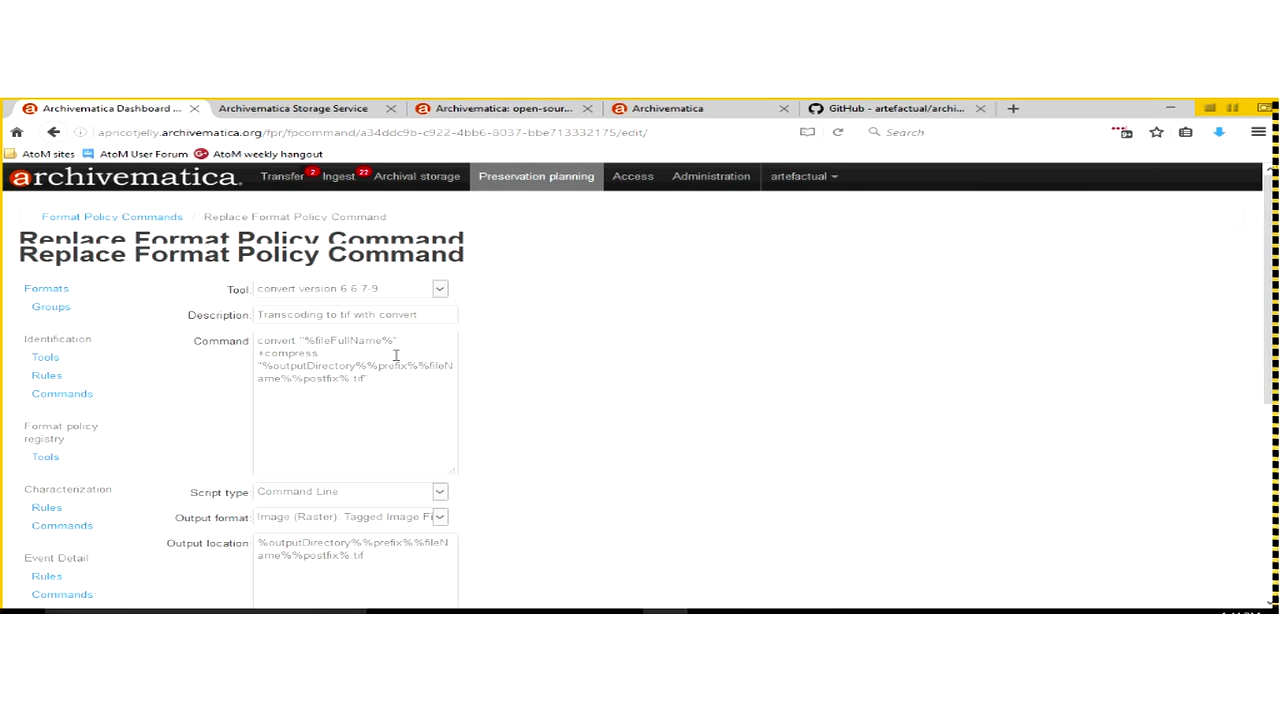 Archivematica Dashboard ...
Archivematica Storage Service
Archivematica: open-sour...
Archivematica
GitHub - artefactual/archi...
apricotjelly.archivematica.org/fpr/fpcommand/a34ddc9b-c922-4bb6-8037-bbe713332175/edit/
Search
AtoM sites
AtoM User Forum
AtoM weekly hangout
archivematica.
Transfer 2
Ingest 22
Archival storage
Preservation planning
Access
Administration
artefactual
Format Policy Commands / Replace Format Policy Command
Replace Format Policy Command
Replace Format Policy Command
Formats
Groups
Identification
Tools
Rules
Commands
Format policy
registry
Tools
Characterization
Rules
Commands
Event Detail
Rules
Commands
Tool: convert version 6 6 7-9
Description: Transcoding to tif with convert
Command convert "%fileFullName%"
+compress
"%outputDirectory%%prefix%%fileN
ame%%postfix%.tif"
Script type: Command Line
Output format: Image (Raster) Tagged Image Fi
Output location: %outputDirectory%%prefix%%fileN
ame%%postfix%.tif